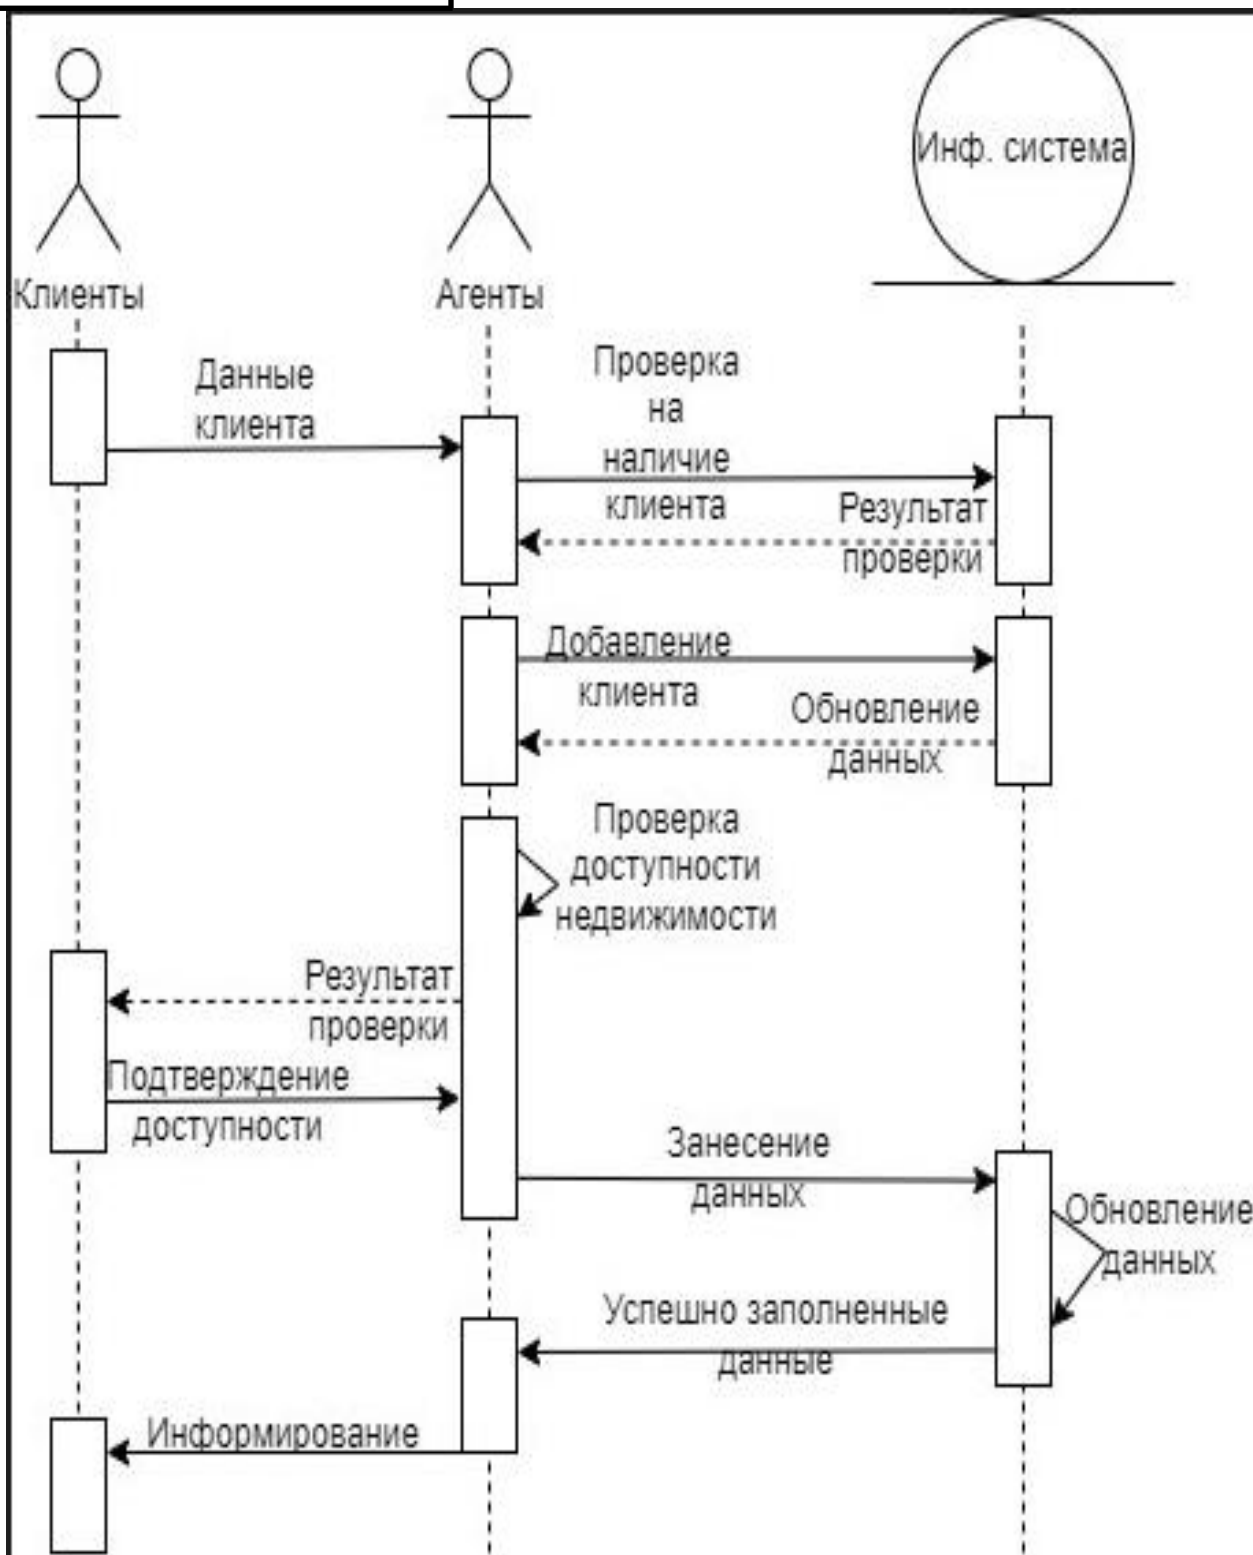 Инф. система
Клиенты
Агенты
Данные
клиента
Проверка
на
наличие
клиента
Результат
проверки
Добавление
клиента
Обновление
данных
Проверка
доступности
недвижимости
Результат
проверки
Подтверждение
доступности
Занесение
данных
Обновление
данных
Успешно заполненные
данные
Информирование